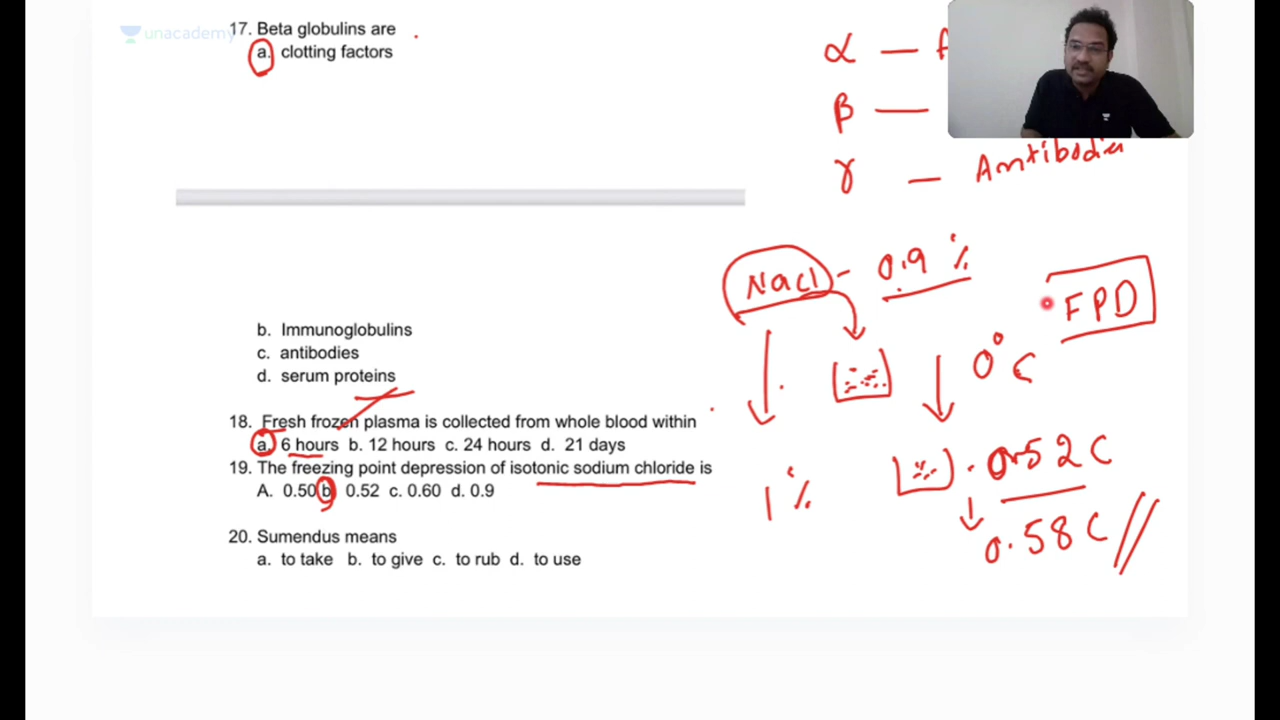 unacademy
17. Beta globulins are
a. clotting factors
α —
β —
γ — Antibodies
NaCl - 0.9 %
FPD
b. Immunoglobulins
c. antibodies
d. serum proteins
0°C
18. Fresh frozen plasma is collected from whole blood within
a. 6 hours b. 12 hours c. 24 hours d. 21 days
19. The freezing point depression of isotonic sodium chloride is
A. 0.50 b. 0.52 c. 0.60 d. 0.9
0.52 C
1 %
0.58 C
20. Sumendus means
a. to take b. to give c. to rub d. to use